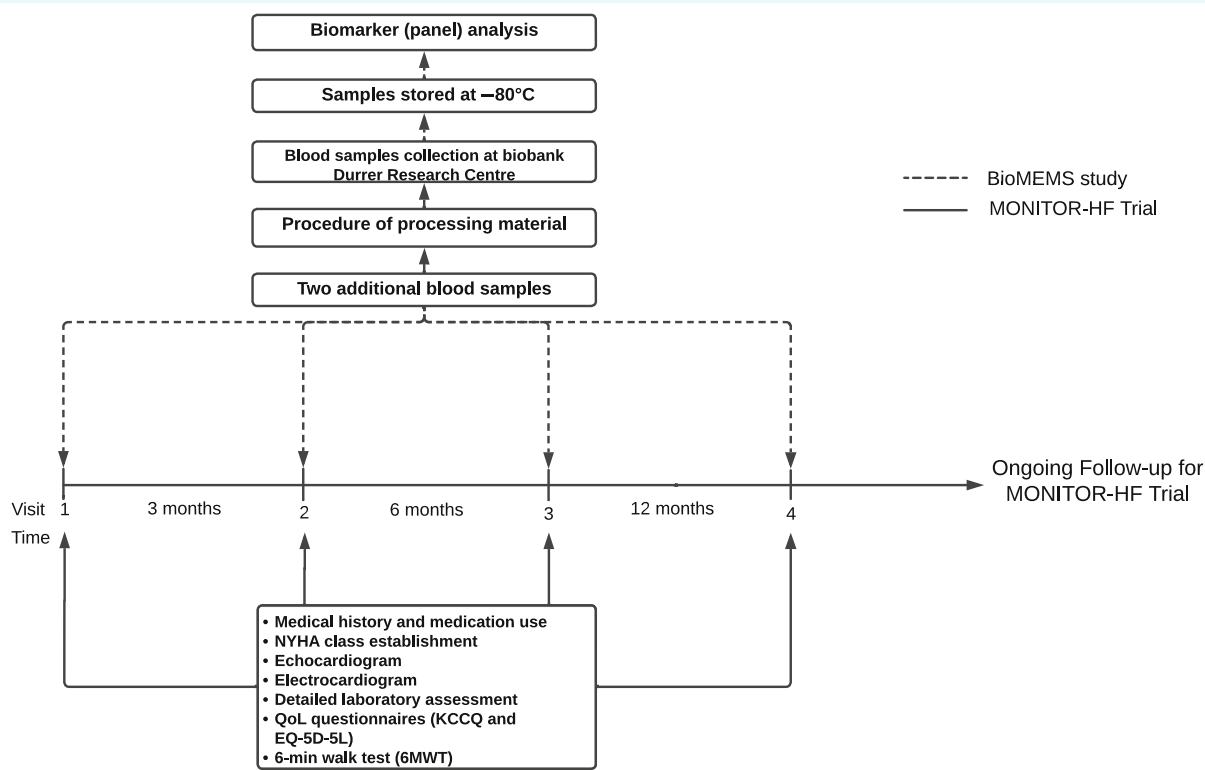 Biomarker (panel) analysis
Samples stored at −80°C
Blood samples collection at biobank
Durrer Research Centre
Procedure of processing material
Two additional blood samples
BioMEMS study
MONITOR-HF Trial
Ongoing Follow-up for
MONITOR-HF Trial
Visit 1 3 months 2 6 months 3 12 months 4
Time
• Medical history and medication use
• NYHA class establishment
• Echocardiogram
• Electrocardiogram
• Detailed laboratory assessment
• QoL questionnaires (KCCQ and
EQ-5D-5L)
• 6-min walk test (6MWT)